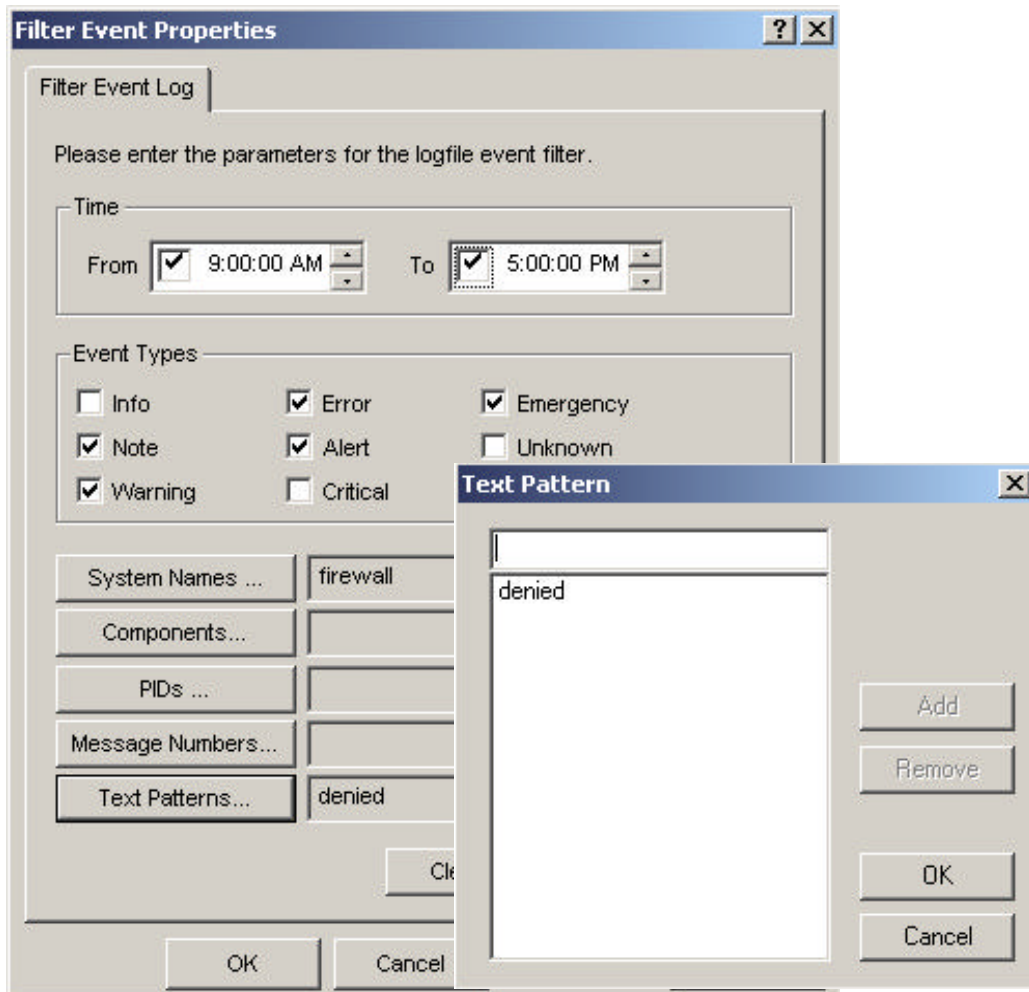 Filter Event Properties
Filter Event Log
Please enter the parameters for the logfile event filter.
Time
From 9:00:00 AM To 5:00:00 PM
Event Types
Info Error Emergency
Note Alert Unknown
Warning Critical
System Names ... firewall
Components...
PIDs ...
Message Numbers...
Text Patterns... denied
OK Cancel
Text Pattern
denied
Add
Remove
OK
Cancel